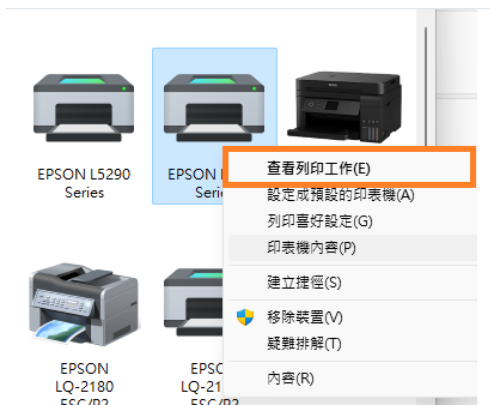 EPSON L5290
Series
EPSON
Seri
查看列印工作(E)
設定成預設的印表機(A)
列印喜好設定(G)
印表機內容(P)
建立捷徑(S)
移除裝置(V)
疑難排解(T)
內容(R)
EPSON
LQ-2180
ESC/P2
EPSC
LQ-21
ESC/P2